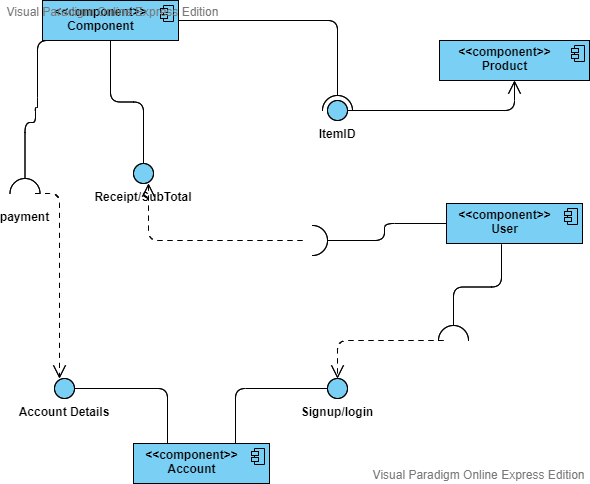 Visual Paradigm Online Express Edition
<<component>>
Component
<<component>>
Product
ItemID
Receipt/SubTotal
payment
<<component>>
User
Account Details
Signup/login
<<component>>
Account
Visual Paradigm Online Express Edition